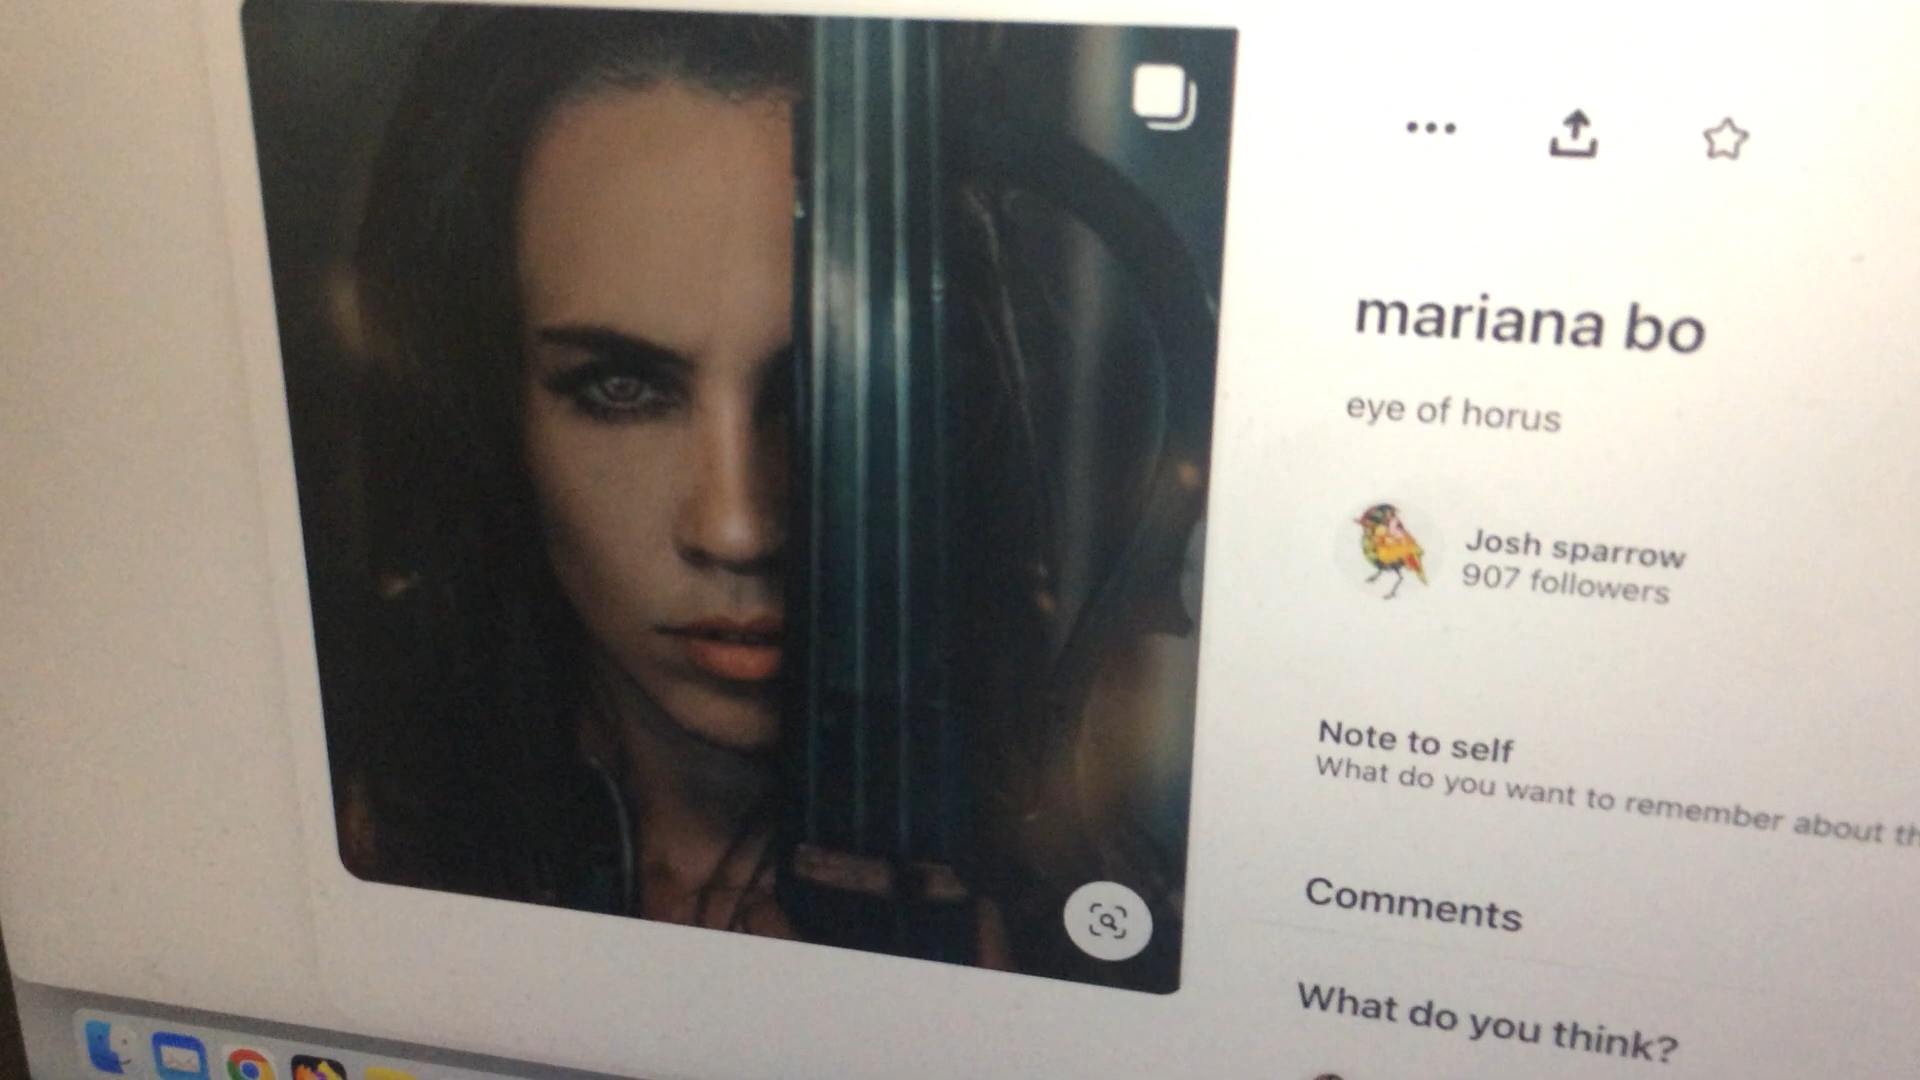 mariana bo
eye of horus
Josh sparrow
907 followers
Note to self
What do you want to remember about
Comments
What do you think?